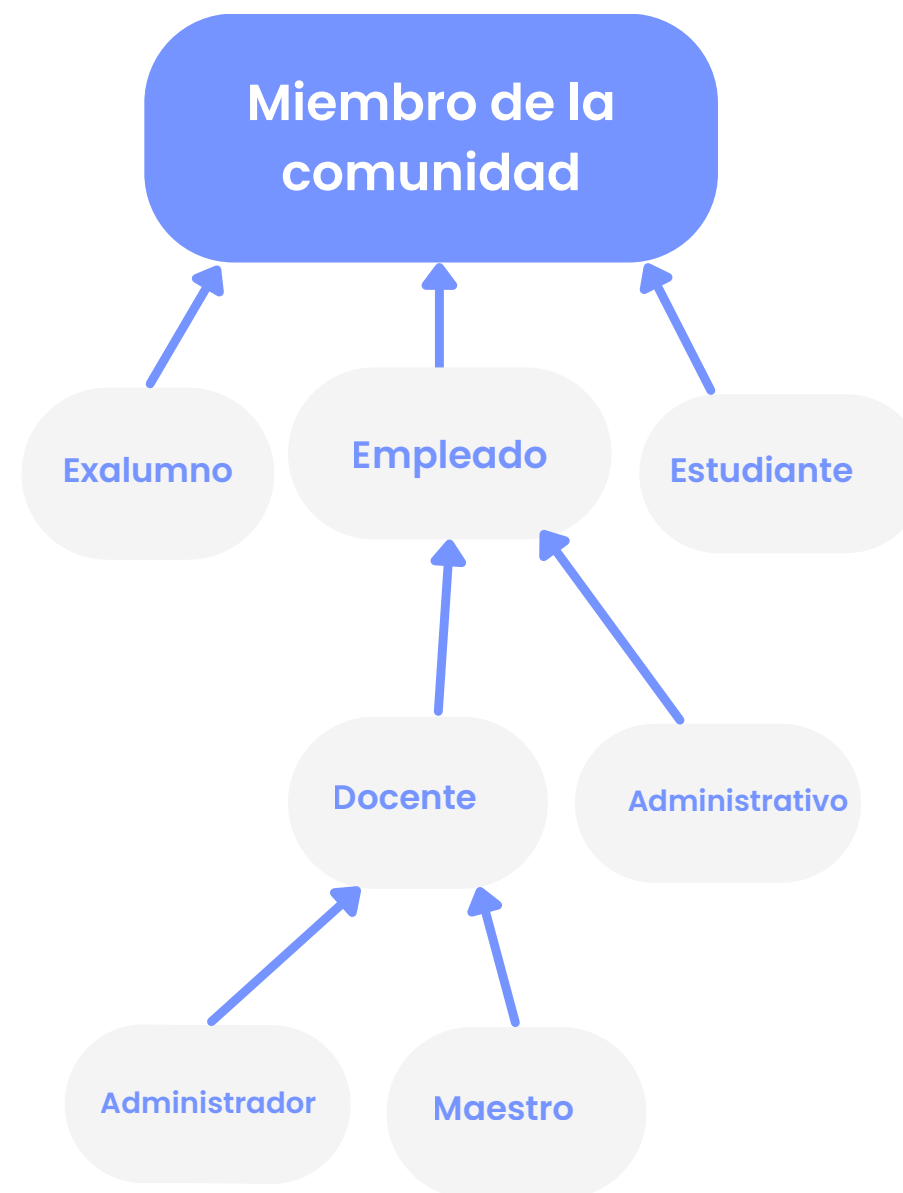 Miembro de la
comunidad
Exalumno
Empleado
Estudiante
Docente
Administrativo
Administrador
Maestro